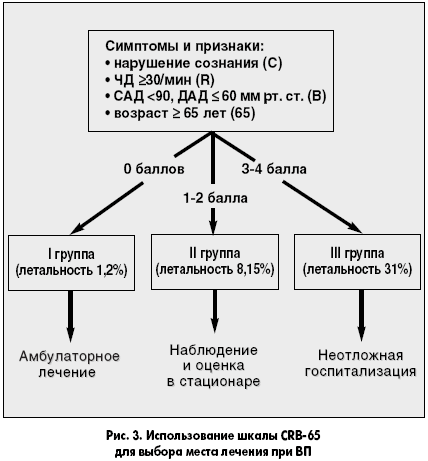 Симптомы и признаки:
• нарушение сознания (C)
• ЧД ≥30/мин (R)
• САД <90, ДАД ≤ 60 мм рт. ст. (B)
• возраст ≥ 65 лет (65)
0 баллов
3-4 балла
1-2 балла
I группа
(летальность 1,2%)
II группа
(летальность 8,15%)
III группа
(летальность 31%)
Амбулаторное
лечение
Наблюдение
и оценка
в стационаре
Неотложная
госпитализация
Рис. 3. Использование шкалы CRB-65
для выбора места лечения при ВП